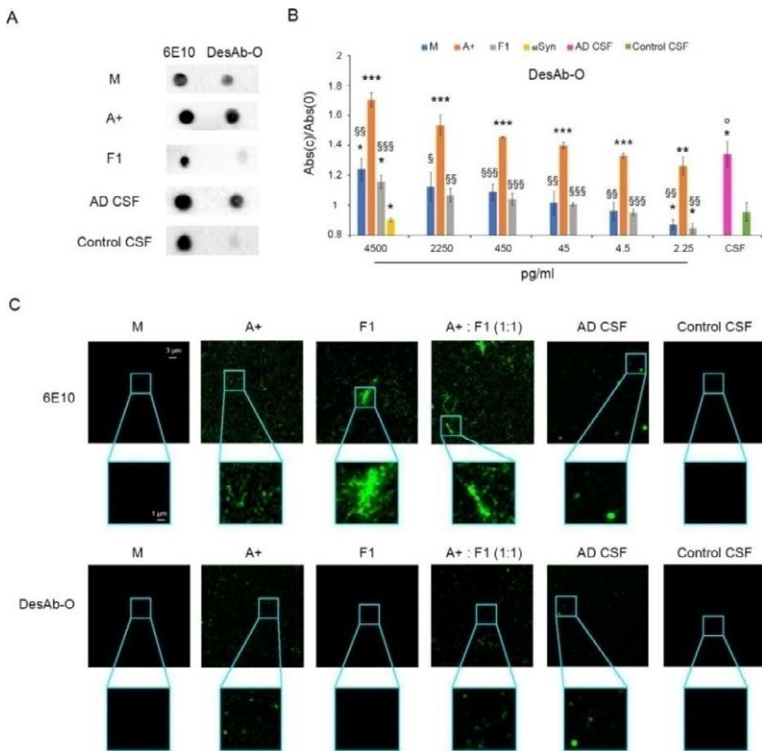 A
6E10 DesAb-O
M
A+
F1
AD CSF
Control CSF
B
M A+ F1 αSyn AD CSF Control CSF
DesAb-O
Abs(c)/Abs(0)
2
1.8
1.6
1.4
1.2
1
0.8
***
***
***
***
***
**
°
*
§§
*
§§§
*
*
§
§§
§§§
§§§
§§
§§§
§§
§§§
§§
*
§§
*
4500 2250 450 45 4.5 2.25 CSF
pg/ml
C
M A+ F1 A+ : F1 (1:1) AD CSF Control CSF
3 μm
6E10
1 μm
M A+ F1 A+ : F1 (1:1) AD CSF Control CSF
DesAb-O